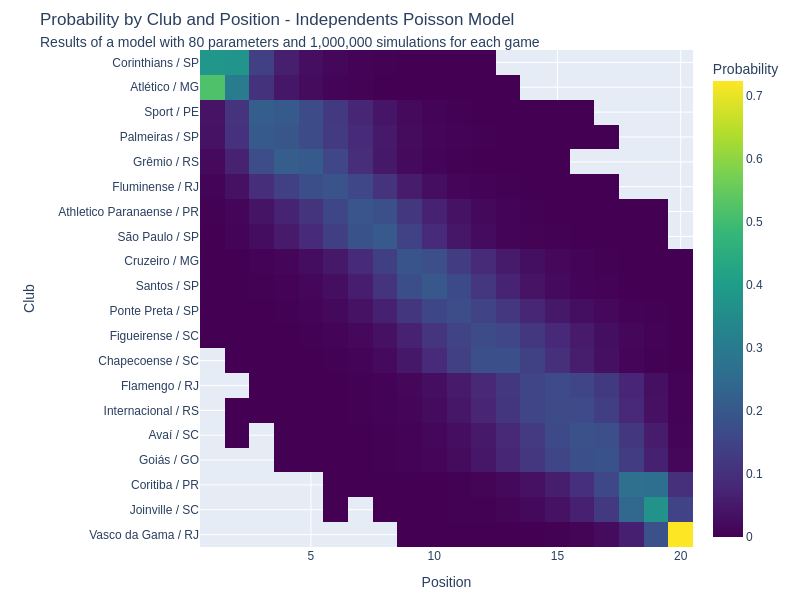 Probability by Club and Position - Independents Poisson Model
Results of a model with 80 parameters and 1,000,000 simulations for each game
Probability
Club
Corinthians / SP
Atlético / MG
Sport / PE
Palmeiras / SP
Grêmio / RS
Fluminense / RJ
Athletico Paranaense / PR
São Paulo / SP
Cruzeiro / MG
Santos / SP
Ponte Preta / SP
Figueirense / SC
Chapecoense / SC
Flamengo / RJ
Internacional / RS
Avaí / SC
Goiás / GO
Coritiba / PR
Joinville / SC
Vasco da Gama / RJ
0.7
0.6
0.5
0.4
0.3
0.2
0.1
0
5 10 15 20
Position